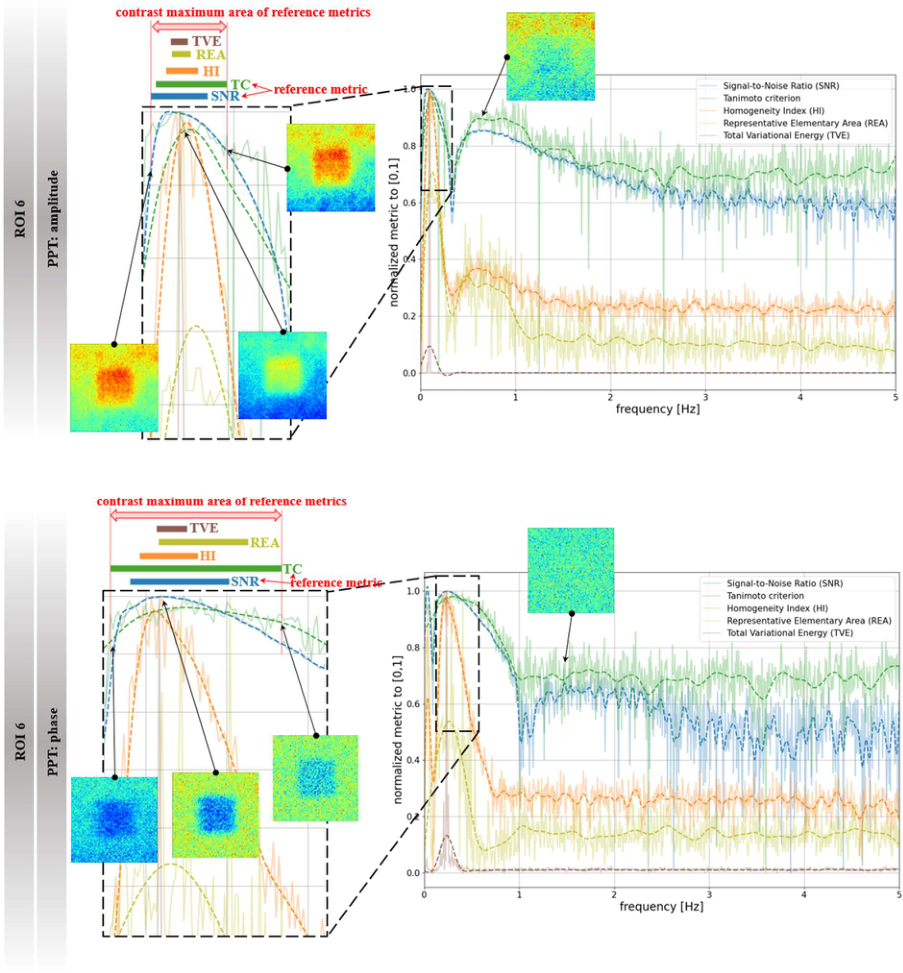 ROI 6
PPT: amplitude
contrast maximum area of reference metrics
TVE
REA
HI
TC
SNR
reference metric
Signal-to-Noise Ratio (SNR)
Tanimoto criterion
Homogeneity Index (HI)
Representative Elementary Area (REA)
Total Variational Energy (TVE)
normalized metric to [0,1]
1.0
0.8
0.6
0.4
0.2
0.0
0
1
2
3
4
5
frequency [Hz]
ROI 6
PPT: phase
contrast maximum area of reference metrics
TVE
REA
HI
TC
SNR
reference metric
Signal-to-Noise Ratio (SNR)
Tanimoto criterion
Homogeneity Index (HI)
Representative Elementary Area (REA)
Total Variational Energy (TVE)
normalized metric to [0,1]
1.0
0.8
0.6
0.4
0.2
0.0
0
1
2
3
4
5
frequency [Hz]